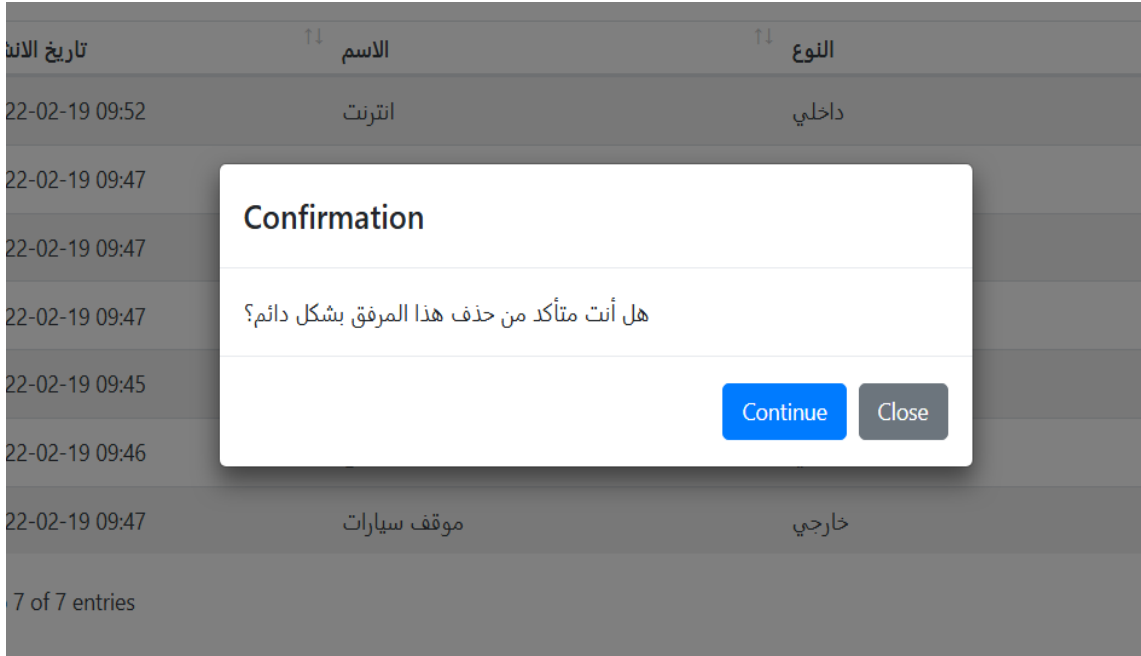 تاريخ الانش الاسم النوع
22-02-19 09:52 انترنت داخلي
22-02-19 09:47
22-02-19 09:47
22-02-19 09:47
22-02-19 09:45
22-02-19 09:46
22-02-19 09:47 موقف سيارات خارجي
7 of 7 entries
Confirmation
هل أنت متأكد من حذف هذا المرفق بشكل دائم؟
Continue Close